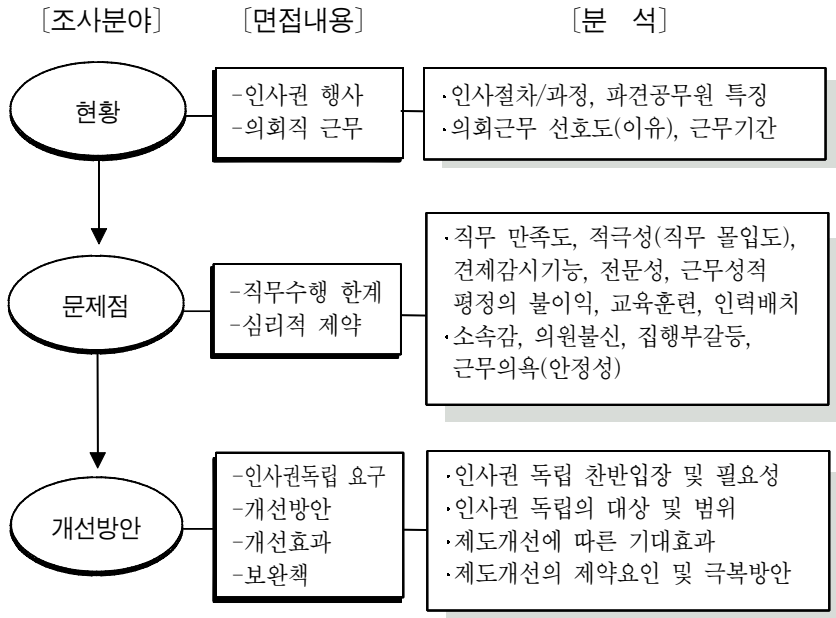 [조사분야] [면접내용] [분 석]
현황
-인사권 행사
-의회직 근무
·인사절차/과정, 파견공무원 특징
·의회근무 선호도(이유), 근무기간
문제점
-직무수행 한계
-심리적 제약
·직무 만족도, 적극성(직무 몰입도),
견제감시기능, 전문성, 근무성적
평정의 불이익, 교육훈련, 인력배치
·소속감, 의원불신, 집행부갈등,
근무의욕(안정성)
개선방안
-인사권독립 요구
-개선방안
-개선효과
-보완책
·인사권 독립 찬반입장 및 필요성
·인사권 독립의 대상 및 범위
·제도개선에 따른 기대효과
·제도개선의 제약요인 및 극복방안